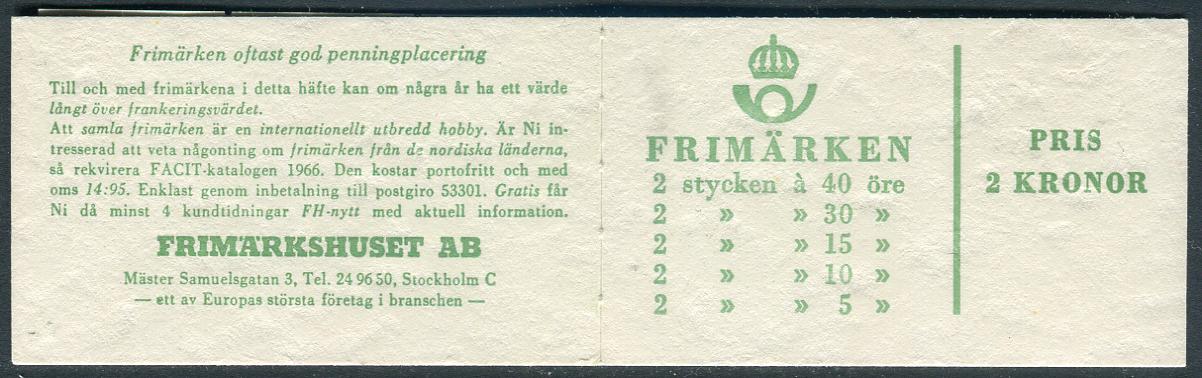 Frimärken oftast god penningplacering
Till och med frimärkena i detta häfte kan om några år ha ett värde
långt över frankeringsvärdet.
Att samla frimärken är en internationellt utbredd hobby. Är Ni in-
tresserad att veta någonting om frimärken från de nordiska länderna,
så rekvirera FACIT-katalogen 1966. Den kostar portofritt och med
oms 14:95. Enklast genom inbetalning till postgiro 53301. Gratis får
Ni då minst 4 kundtidningar FH-nytt med aktuell information.
FRIMÄRKSHUSET AB
Mäster Samuelsgatan 3, Tel. 24 96 50, Stockholm C
— ett av Europas största företag i branschen —
FRIMÄRKEN
2 stycken à 40 öre
2 » » 30 »
2 » » 15 »
2 » » 10 »
2 » » 5 »
PRIS
2 KRONOR